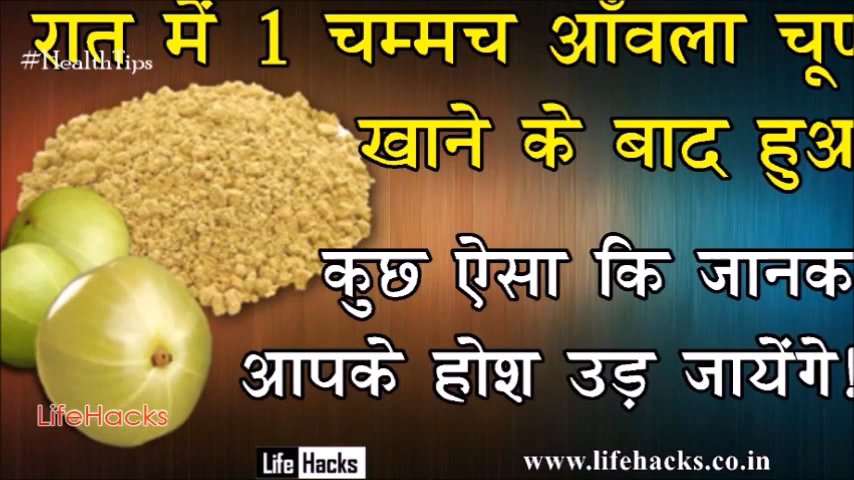 रात में 1 चम्मच आँवला चूर्ण
#HealthTips
खाने के बाद हुआ
कुछ ऐसा कि जानक
आपके होश उड़ जायेंगे!
LifeHacks
Life Hacks
www.lifehacks.co.in